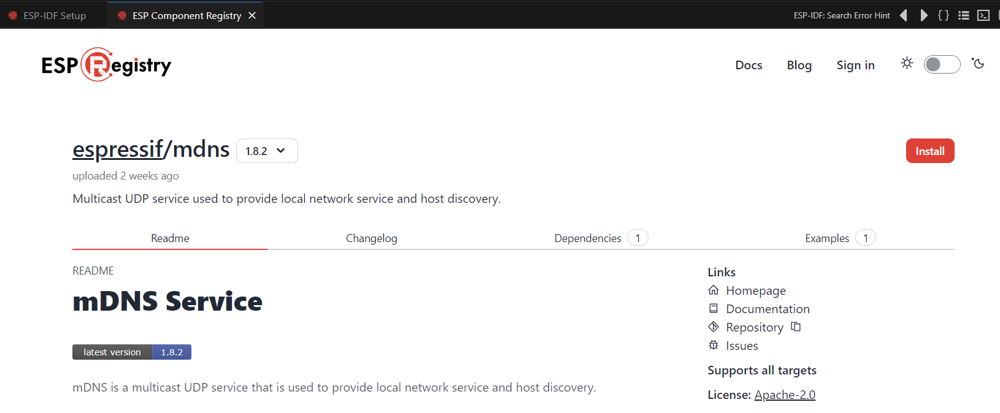 ESP-IDF Setup
ESP Component Registry
ESP-IDF: Search Error Hint
ESP Registry
Docs
Blog
Sign in
espressif/mdns
1.8.2
Install
uploaded 2 weeks ago
Multicast UDP service used to provide local network service and host discovery.
Readme
Changelog
Dependencies 1
Examples 1
README
mDNS Service
latest version 1.8.2
mDNS is a multicast UDP service that is used to provide local network service and host discovery.
Links
Homepage
Documentation
Repository
Issues
Supports all targets
License: Apache-2.0